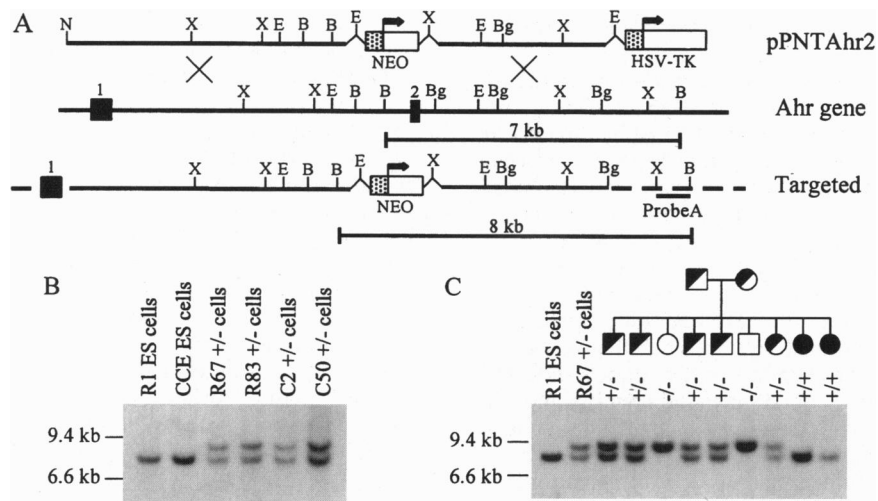 A
N X X E B B E X E Bg X E
NEO HSV-TK
pPNTAhr2
1 X X E B B 2 Bg E Bg X Bg X B
Ahr gene
7 kb
1 X X E B B E X E Bg X Bg X B
Targeted
NEO ProbeA
8 kb
B
R1 ES cells
CCE ES cells
R67 +/- cells
R83 +/- cells
C2 +/- cells
C50 +/- cells
9.4 kb
6.6 kb
C
R1 ES cells
R67 +/- cells
+/- +/- -/- +/- +/- -/- +/- +/+ +/+
9.4 kb
6.6 kb